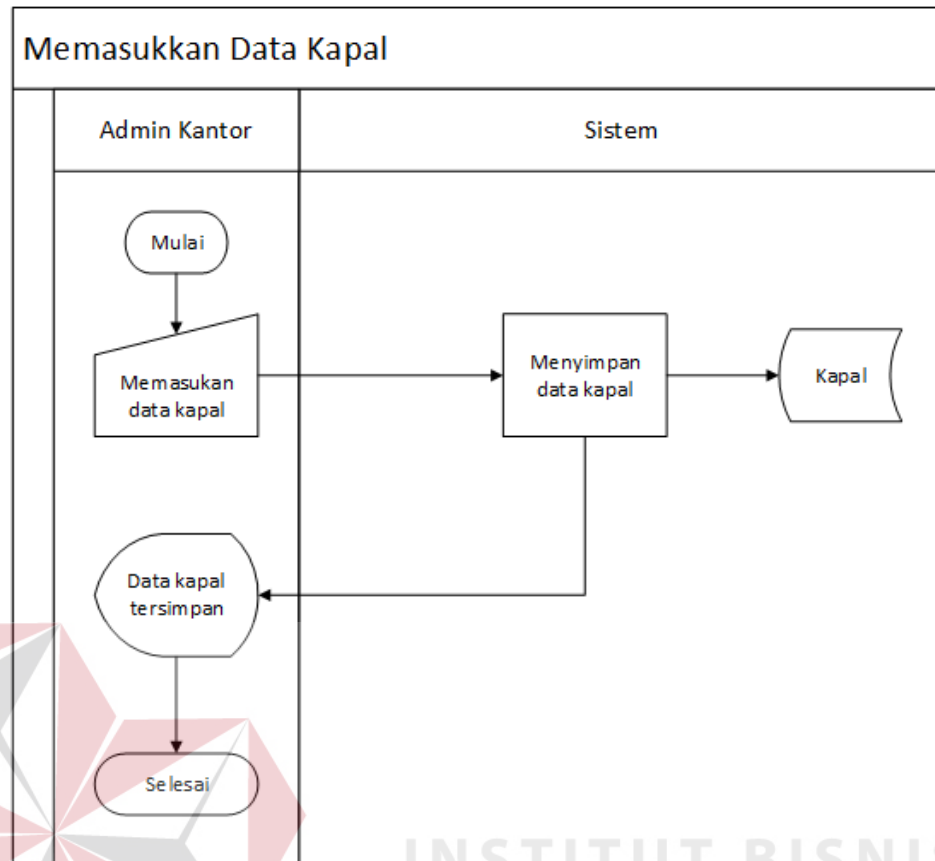 Memasukkan Data Kapal
Admin Kantor
Sistem
Mulai
Memasukan
data kapal
Menyimpan
data kapal
Kapal
Data kapal
tersimpan
Selesai
INSTITUT BISNIS